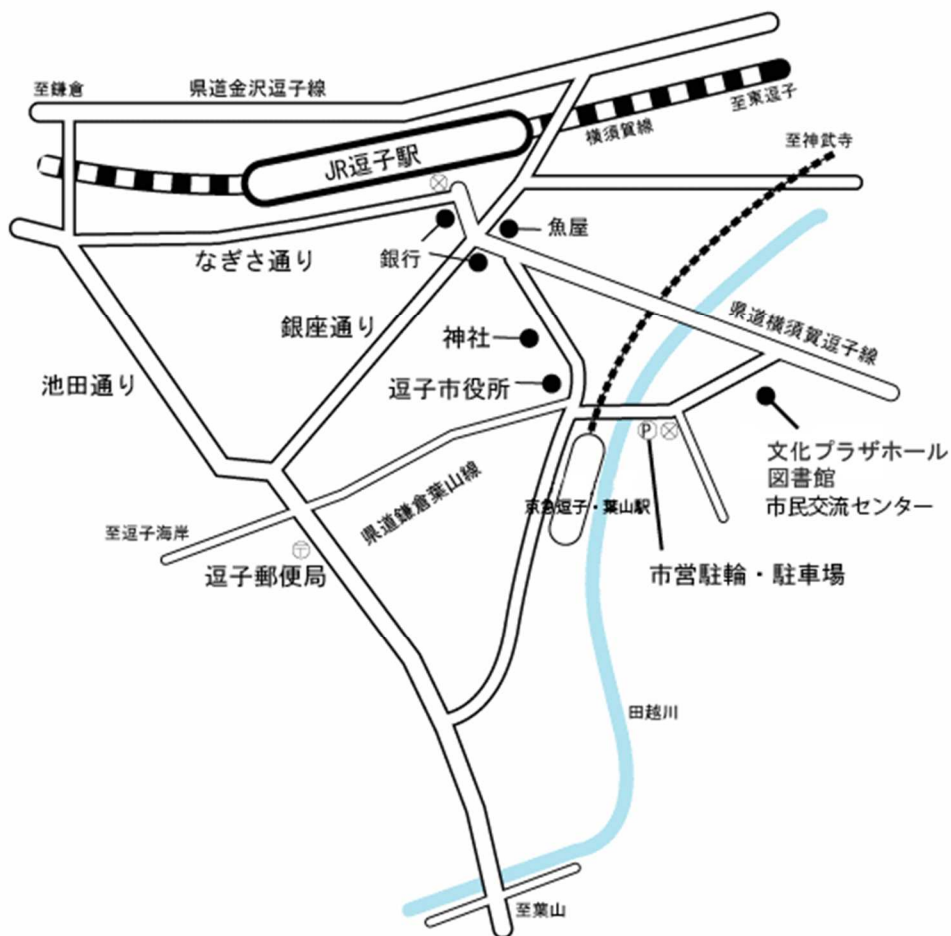 至鎌倉
県道金沢逗子線
至東逗子
横須賀線
至神武寺
JR逗子駅
魚屋
なぎさ通り
銀行
県道横須賀逗子線
銀座通り
神社
池田通り
逗子市役所
P
文化プラザホール
図書館
市民交流センター
県道鎌倉葉山線
京急逗子・葉山駅
至逗子海岸
〒
逗子郵便局
市営駐輪・駐車場
田越川
至葉山